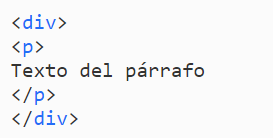 <div>
<p>
Texto del párrafo
</p>
</div>